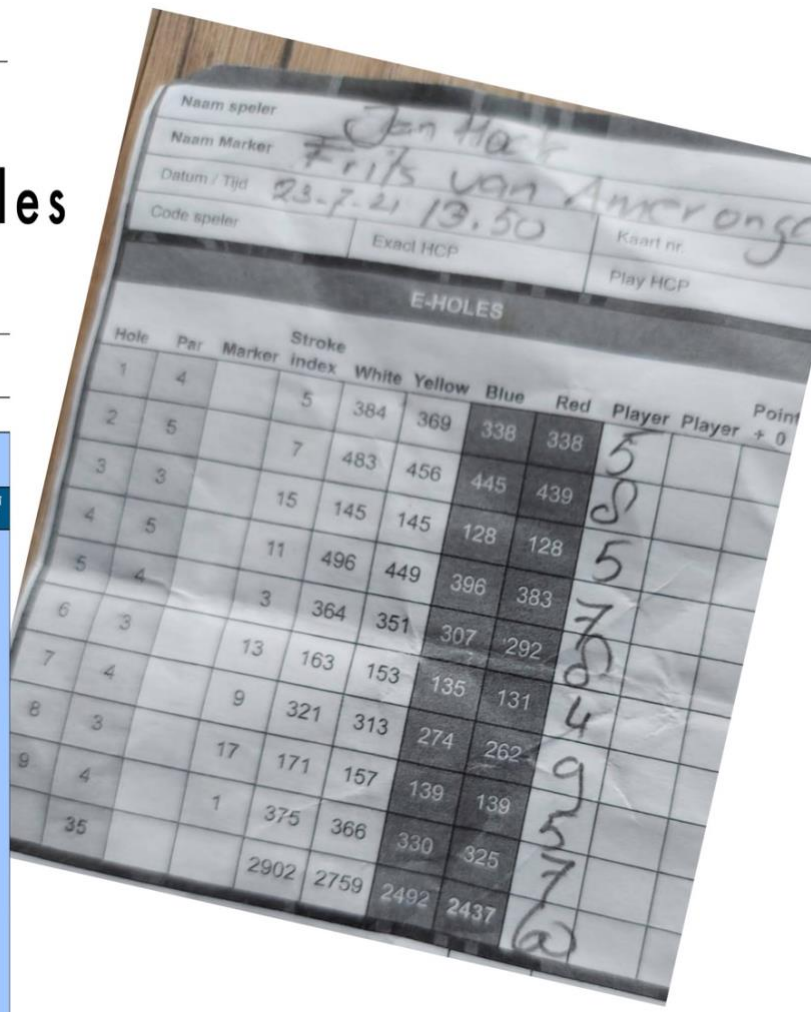 les
Naam speler Jan
Naam Marker Frits van Ameronge
Datum / Tijd 23-7-21 13.50
Code speler Exact HCP Kaart nr.
Play HCP
E-HOLES
Hole Par Marker Stroke index White Yellow Blue Red Player Player Point + 0
1 4 5 384 369 338 338 5
2 5 7 483 456 445 439 8
3 3 15 145 145 128 128 5
4 5 11 496 449 396 383 7
5 4 3 364 351 307 292 8
6 3 13 163 153 135 131 4
7 4 9 321 313 274 262 9
8 3 17 171 157 139 139 5
9 4 1 375 366 330 325 7
35 2902 2759 2492 2437